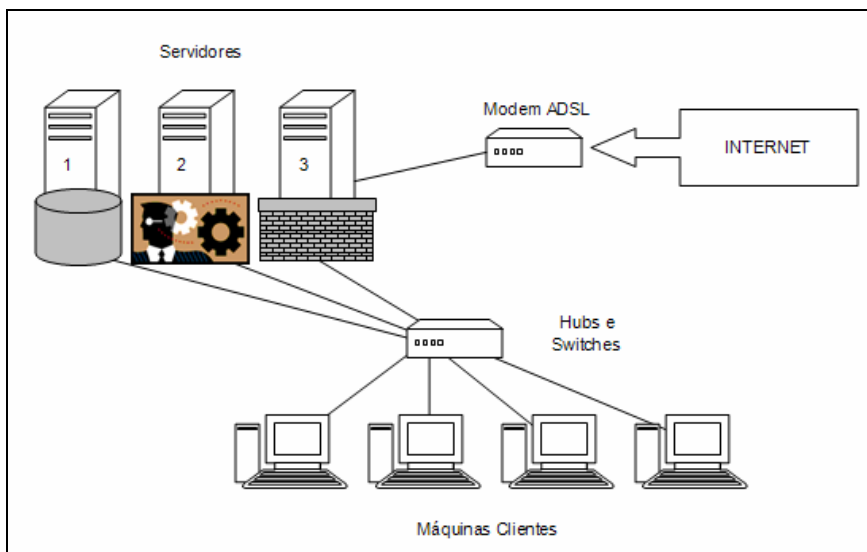 Servidores
Modem ADSL
INTERNET
1
2
3
Hubs e
Switches
Máquinas Clientes